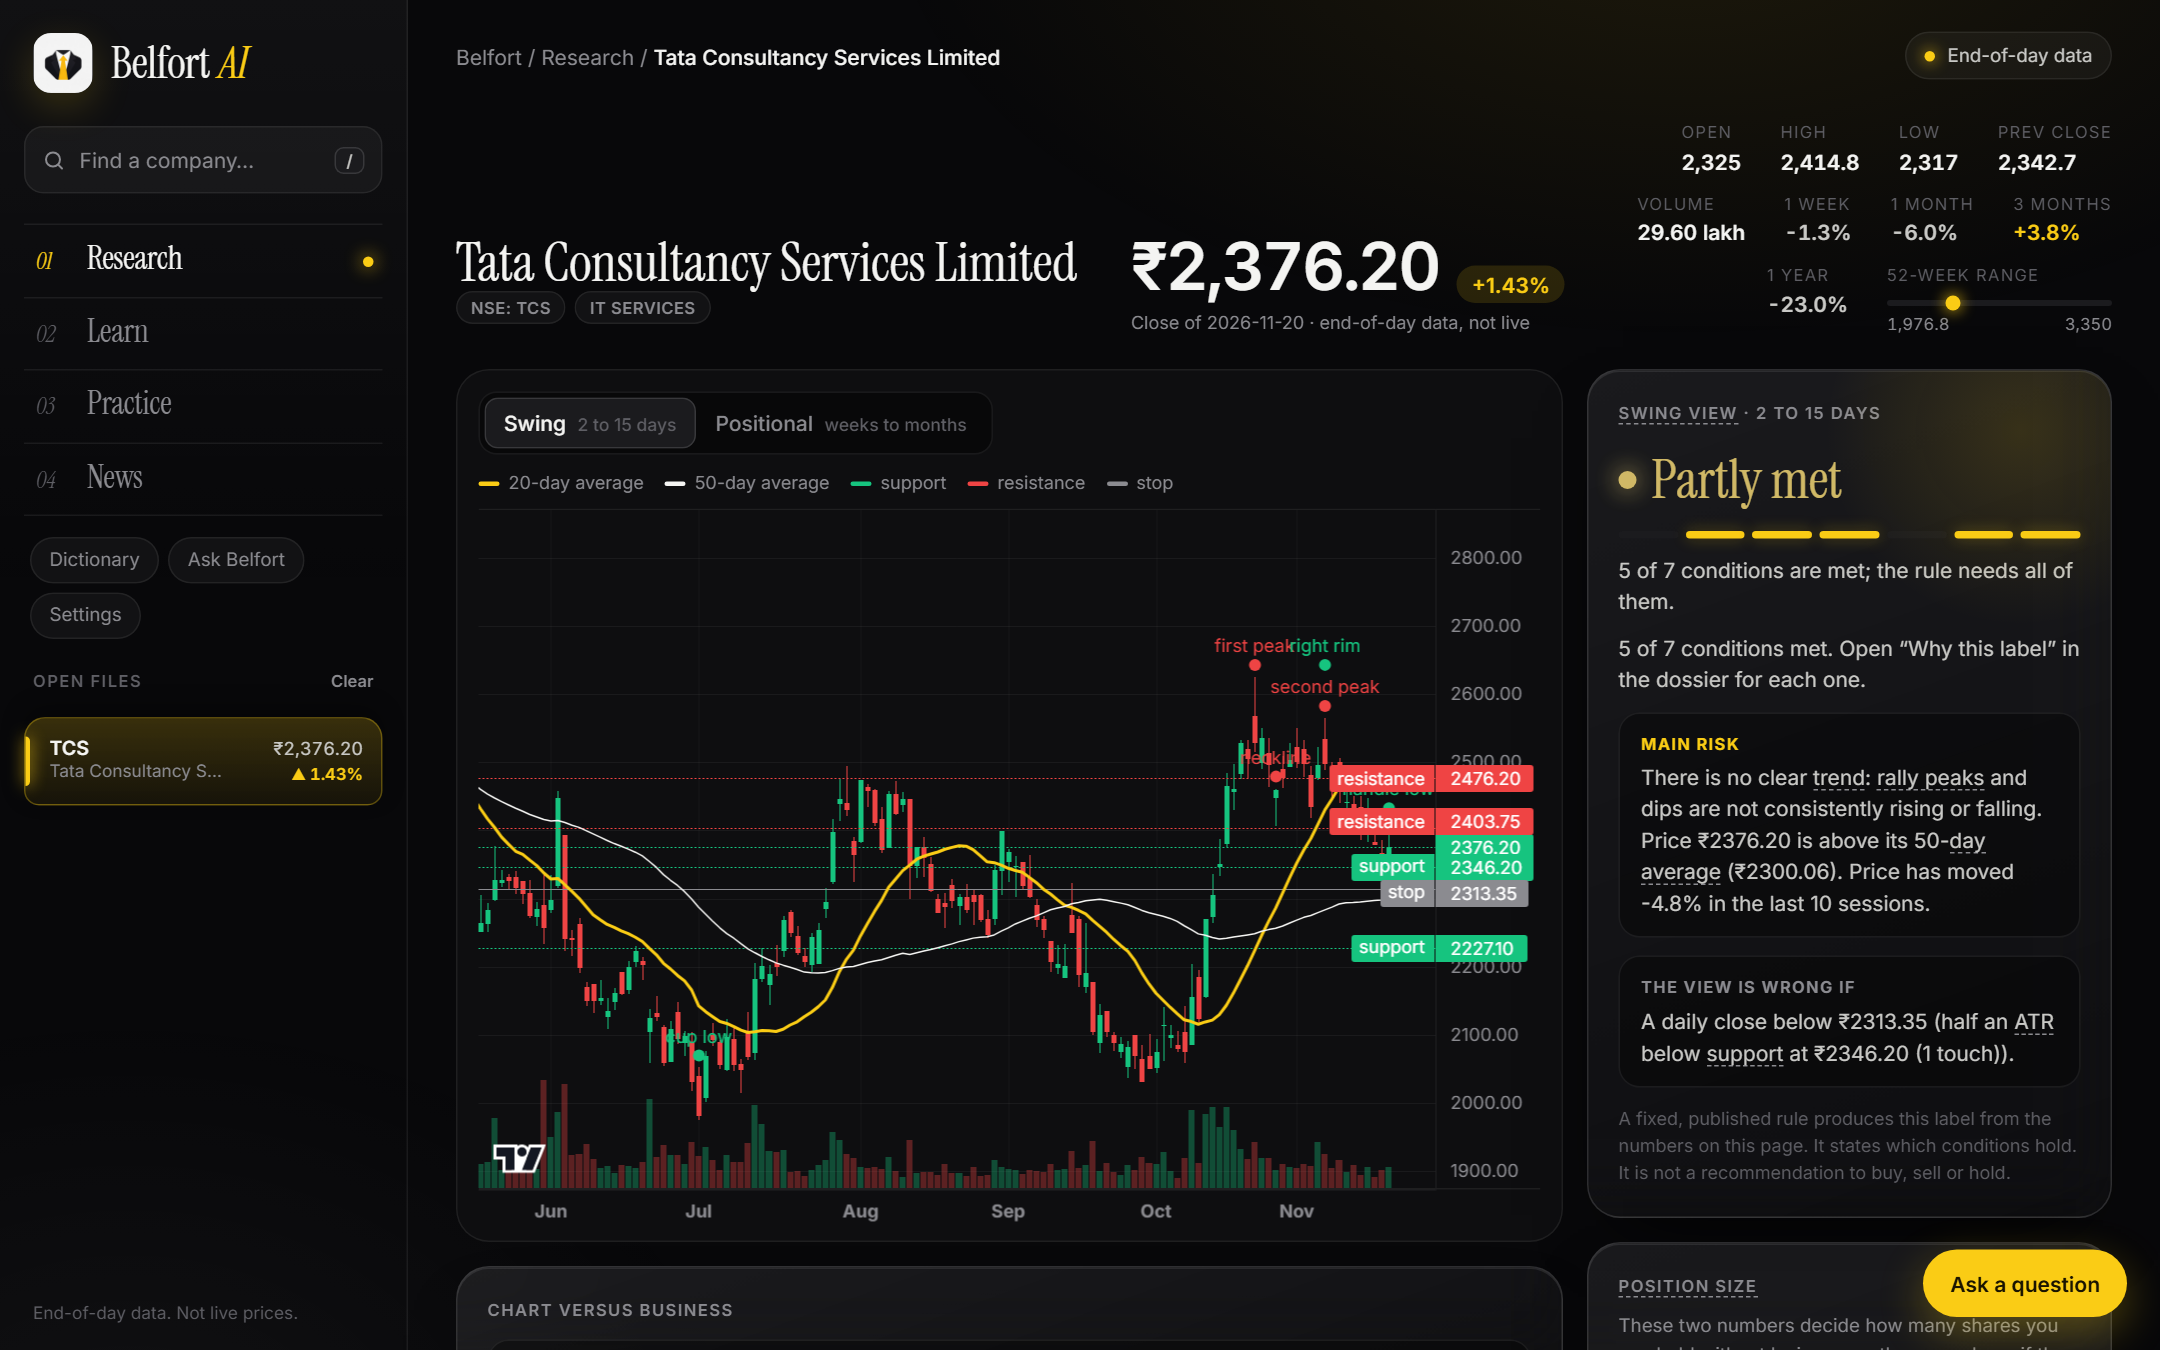 Belfort AI
Find a company...
/
01 Research
02 Learn
03 Practice
04 News
Dictionary
Ask Belfort
Settings
OPEN FILES
Clear
TCS
₹2,376.20
Tata Consultancy S...
▲ 1.43%
End-of-day data. Not live prices.
Belfort / Research / Tata Consultancy Services Limited
End-of-day data
Tata Consultancy Services Limited
NSE: TCS
IT SERVICES
₹2,376.20
+1.43%
Close of 2026-11-20 · end-of-day data, not live
OPEN HIGH LOW PREV CLOSE
2,325 2,414.8 2,317 2,342.7
VOLUME 1 WEEK 1 MONTH 3 MONTHS
29.60 lakh -1.3% -6.0% +3.8%
1 YEAR 52-WEEK RANGE
-23.0%
1,976.8 3,350
Swing 2 to 15 days
Positional weeks to months
20-day average 50-day average support resistance stop
2800.00
2700.00
first peak
right rim
second peak
2600.00
2500.00
neckline
resistance 2476.20
handle low
resistance 2403.75
2376.20
support 2346.20
stop 2313.35
support 2227.10
2200.00
cup low
2100.00
2000.00
1900.00
Jun Jul Aug Sep Oct Nov
CHART VERSUS BUSINESS
SWING VIEW · 2 TO 15 DAYS
Partly met
5 of 7 conditions are met; the rule needs all of
them.
5 of 7 conditions met. Open “Why this label” in
the dossier for each one.
MAIN RISK
There is no clear trend: rally peaks and
dips are not consistently rising or falling.
Price ₹2376.20 is above its 50-day
average (₹2300.06). Price has moved
-4.8% in the last 10 sessions.
THE VIEW IS WRONG IF
A daily close below ₹2313.35 (half an ATR
below support at ₹2346.20 (1 touch)).
A fixed, published rule produces this label from the
numbers on this page. It states which conditions hold.
It is not a recommendation to buy, sell or hold.
POSITION SIZE
Ask a question
These two numbers decide how many shares you